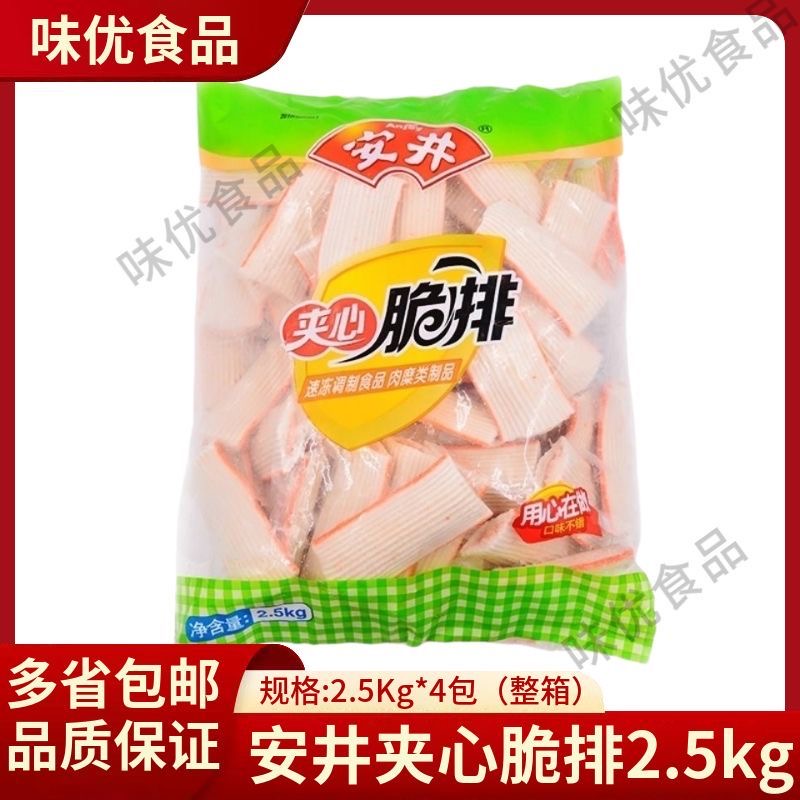 味优食品
味优食品
味优食品
Anjoy
安井
®
夹心脆排
速冻调制食品 肉糜类制品
用心在做
口味不错
味优食品
净含量:2.5kg
多省包邮
品质保证
规格:2.5Kg*4包（整箱）
安井夹心脆排2.5kg